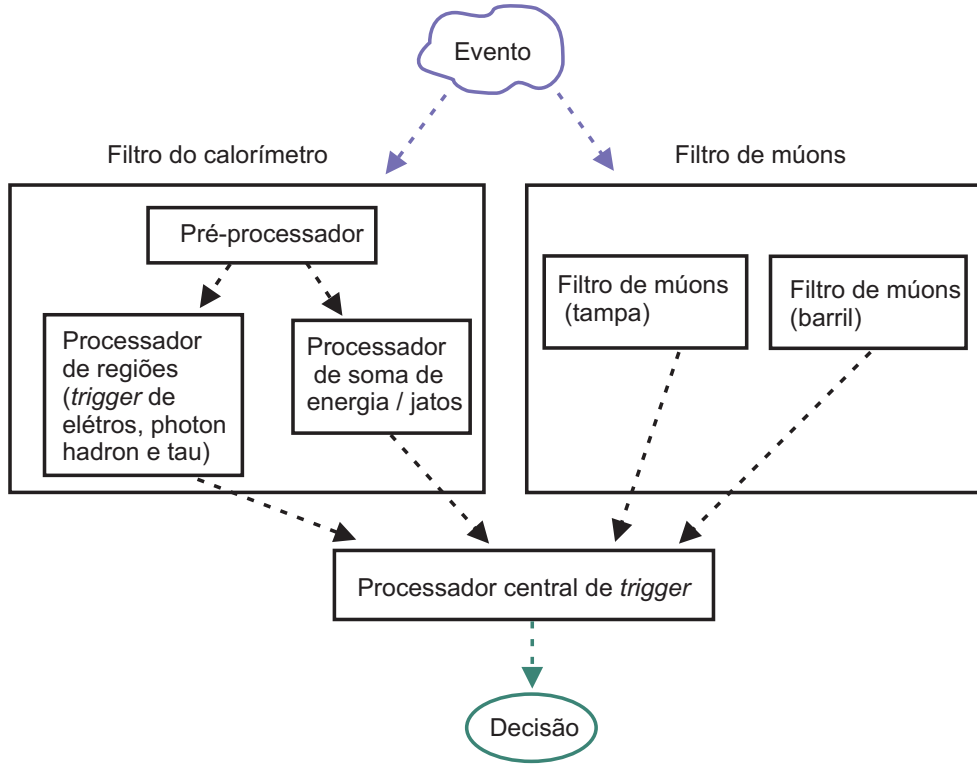 Evento
Filtro do calorímetro
Filtro de múons
Pré-processador
Processador
de regiões
(trigger de
elétros, photon
hadron e tau)
Processador
de soma de
energia / jatos
Filtro de múons
(tampa)
Filtro de múons
(barril)
Processador central de trigger
Decisão